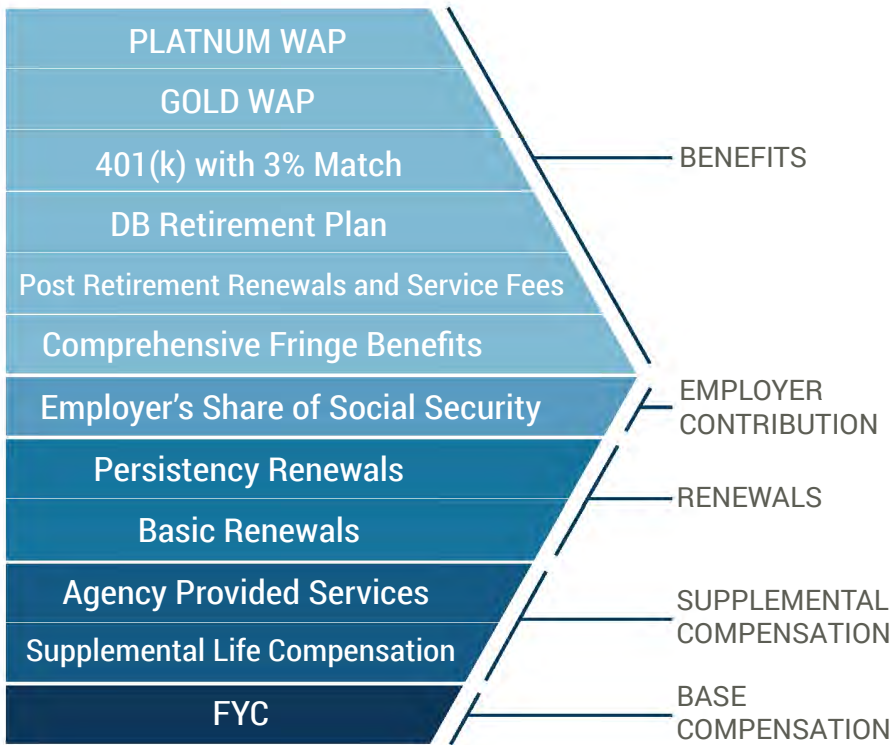 PLATNUM WAP
GOLD WAP
401(k) with 3% Match
BENEFITS
DB Retirement Plan
Post Retirement Renewals and Service Fees
Comprehensive Fringe Benefits
Employer's Share of Social Security
EMPLOYER
CONTRIBUTION
Persistency Renewals
RENEWALS
Basic Renewals
Agency Provided Services
SUPPLEMENTAL
COMPENSATION
Supplemental Life Compensation
FYC
BASE
COMPENSATION